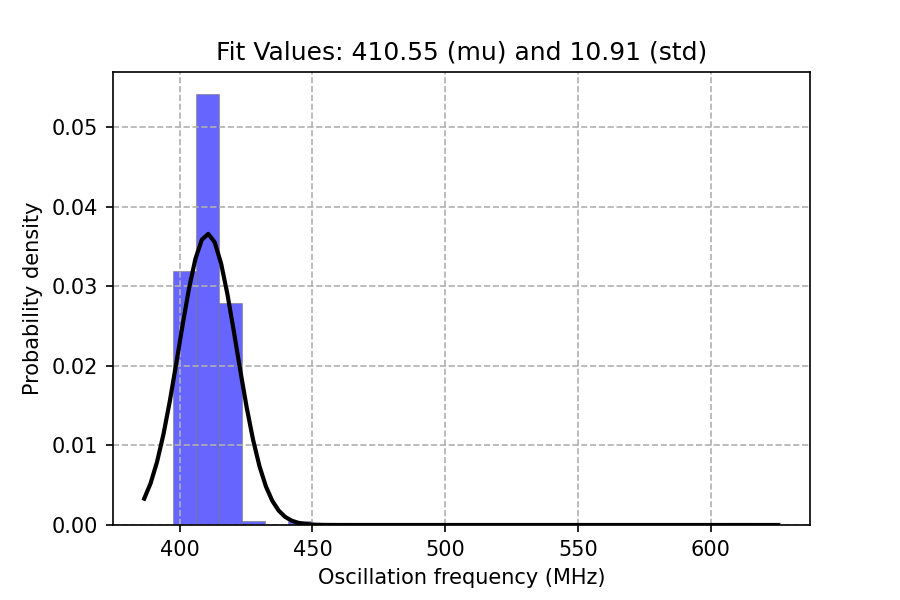 Fit Values: 410.55 (mu) and 10.91 (std)
Probability density
0.05
0.04
0.03
0.02
0.01
0.00
400 450 500 550 600
Oscillation frequency (MHz)